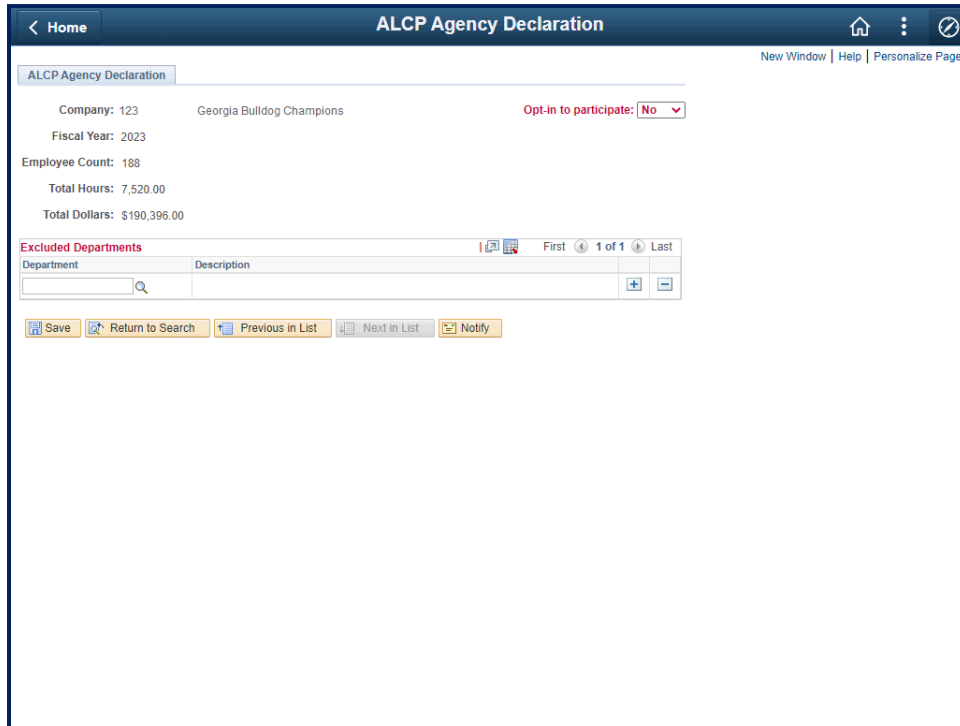 Home
ALCP Agency Declaration
New Window | Help | Personalize Page
ALCP Agency Declaration
Company: 123 Georgia Bulldog Champions Opt-in to participate: No
Fiscal Year: 2023
Employee Count: 188
Total Hours: 7,520.00
Total Dollars: $190,396.00
Excluded Departments | First 1 of 1 Last
Department Description
Save Return to Search Previous in List Next in List Notify